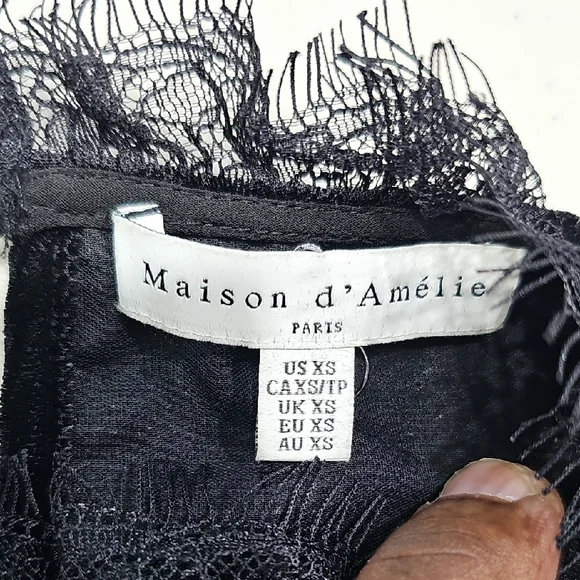 Maison d'Amélie
PARIS
US XS
CA XS/TP
UK XS
EU XS
AU XS